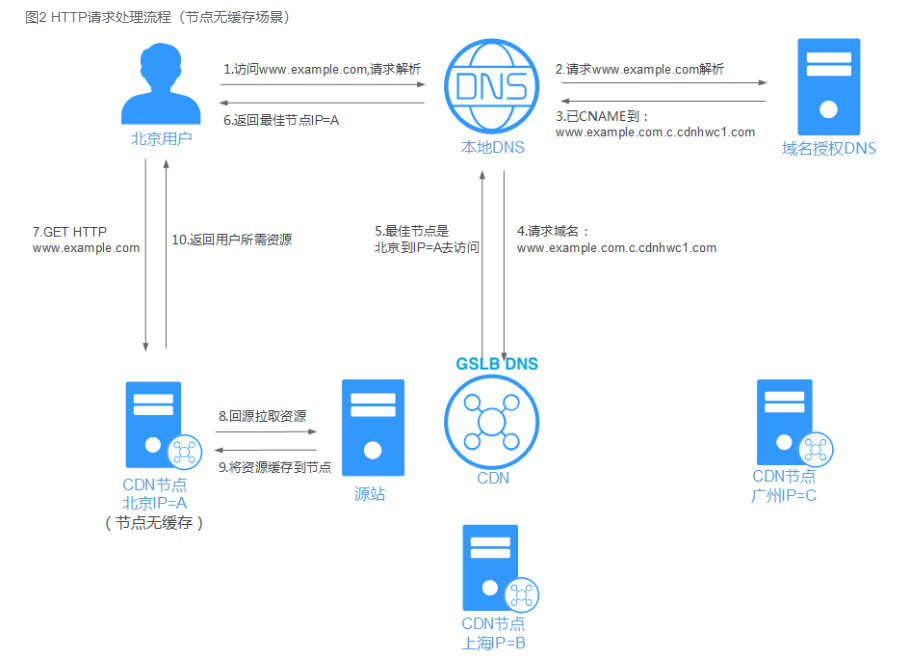 图2 HTTP请求处理流程（节点无缓存场景）
1.访问www.example.com,请求解析
DNS
2.请求www.example.com解析
6.返回最佳节点IP=A
3.已CNAME到：
www.example.com.c.cdnhwc1.com
北京用户
本地DNS
域名授权DNS
7.GET HTTP
www.example.com
10.返回用户所需资源
5.最佳节点是
北京到IP=A去访问
4.请求域名：
www.example.com.c.cdnhwc1.com
GSLB DNS
8.回源拉取资源
9.将资源缓存到节点
CDN节点
北京IP=A
（节点无缓存）
源站
CDN
CDN节点
广州IP=C
CDN节点
上海IP=B